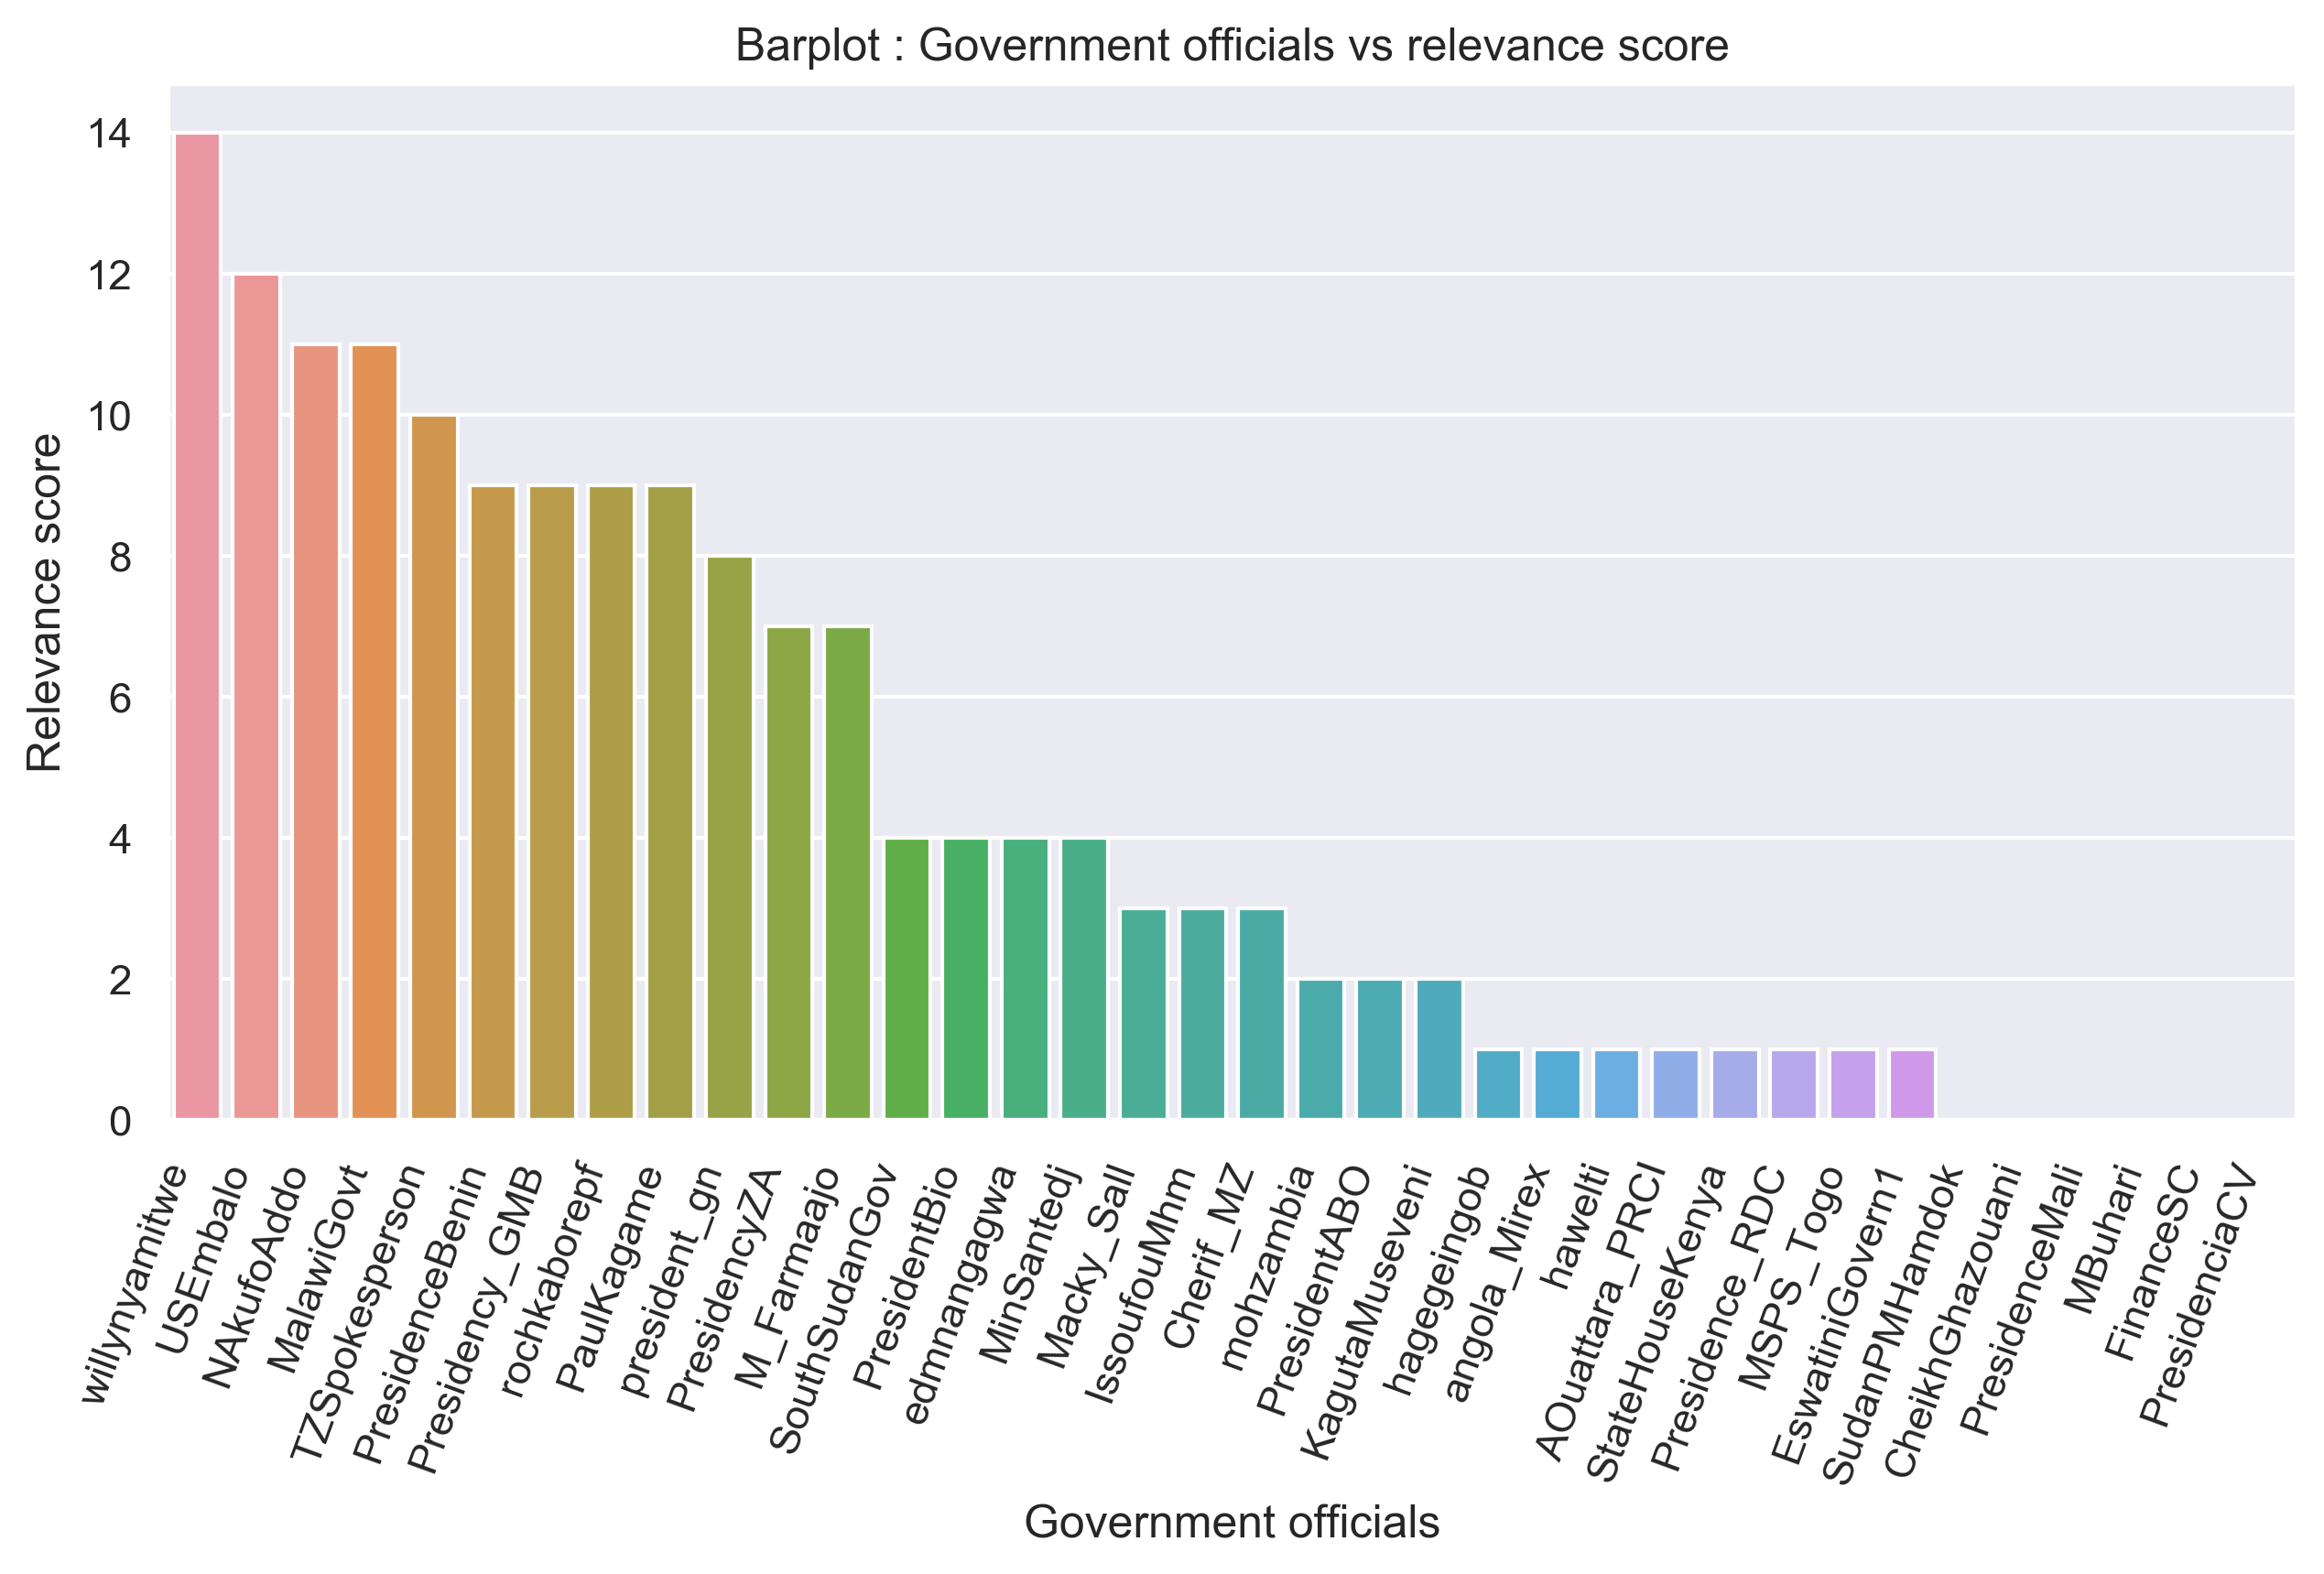 Barplot : Government officials vs relevance score
Relevance score
14
12
10
8
6
4
2
0
willynyamitwe
USEmbalo
NAkufoAddo
MalawiGovt
TZSpokesperson
PresidenceBenin
Presidency_GMB
rochkaborepf
PaulKagame
president_gn
PresidencyZA
M_Farmaajo
SouthSudanGov
PresidentBio
edmnangagwa
MinSantedj
Macky_Sall
IssoufouMhm
Cherif_MZ
mohzambia
PresidentABO
KagutaMuseveni
hagegeingob
angola_Mirex
hawelti
AOuattara_PRCI
StateHouseKenya
Presidence_RDC
MSPS_Togo
EswatiniGovern1
SudanPMHamdok
CheikhGhazouani
PresidenceMali
MBuhari
FinanceSC
PresidenciaCV
Government officials